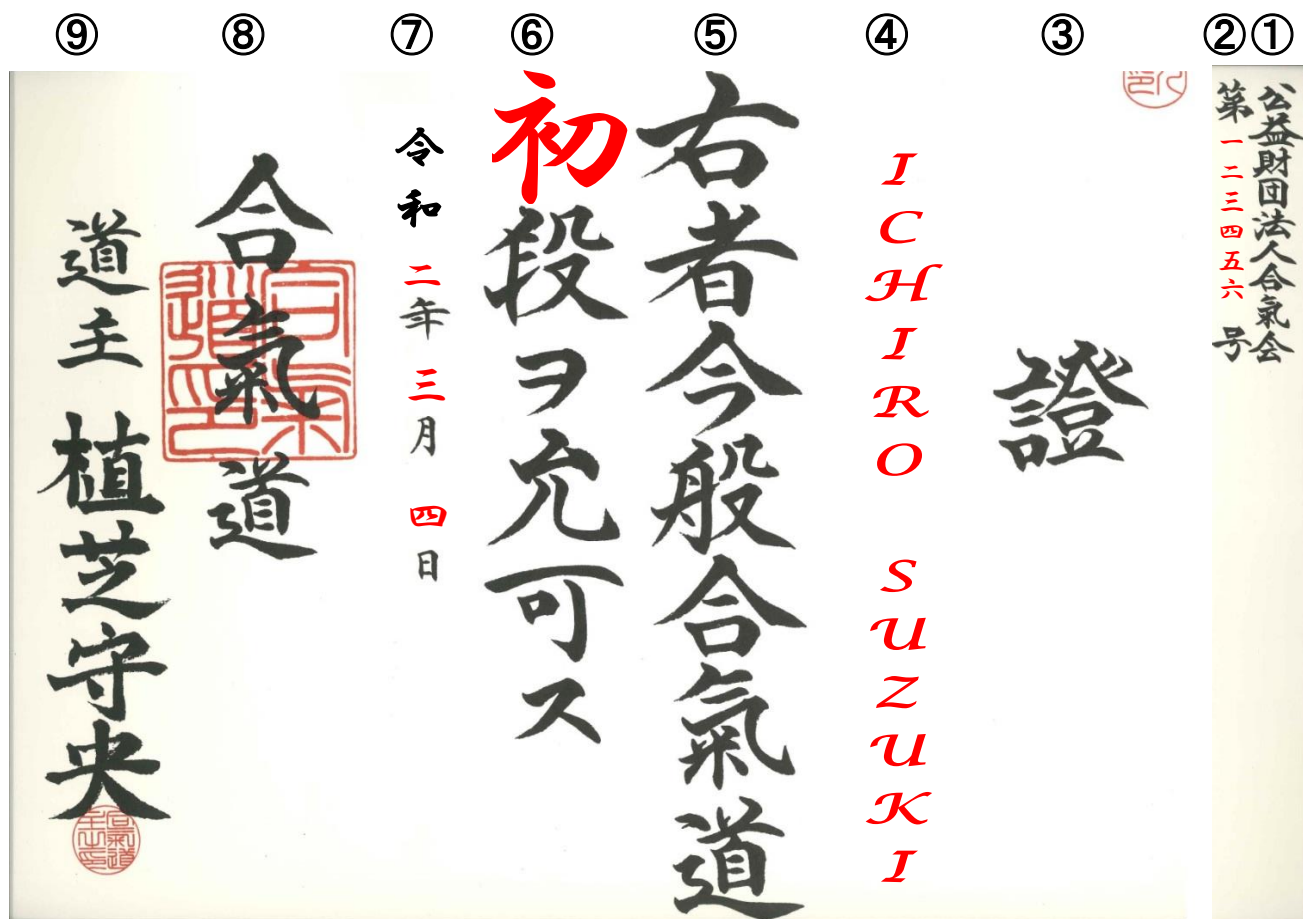 ①
公益財団法人合氣会
②
第一二三四五六号
③
證
④
ICHIRO SUZUKI
⑤
右者今般合氣道
⑥
初段ヲ允可ス
⑦
令和二年三月四日
⑧
合氣道
⑨
道主 植芝守央